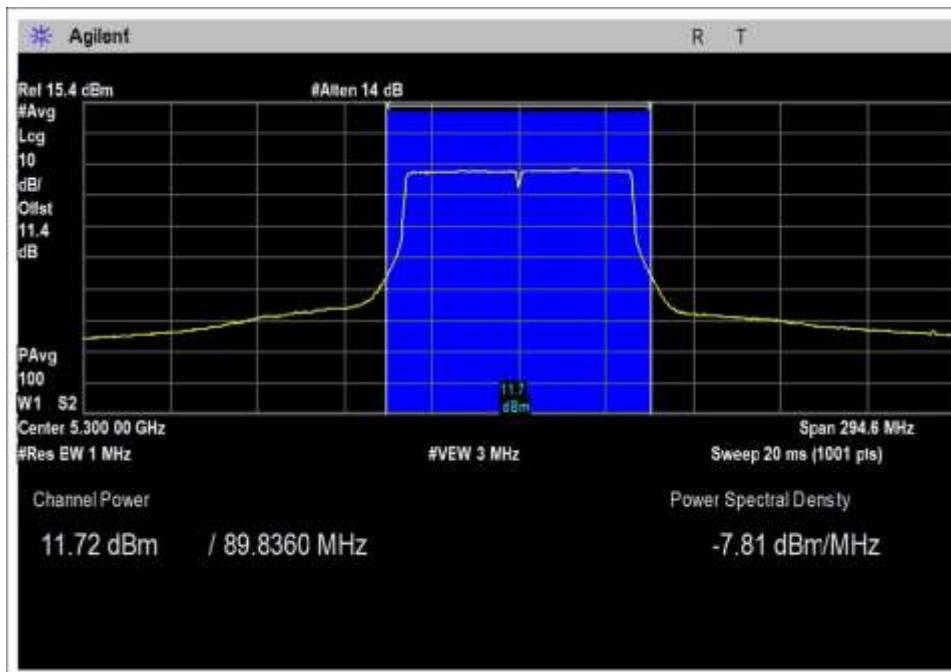 Agilent R T
Ref 15.4 dBm #Atten 14 dB
#Avg
Log
10
dB/
Offst
11.4
dB
PAvg
100
W1 S2
11.7
dBm
Center 5.300 00 GHz Span 294.6 MHz
#Res BW 1 MHz #VBW 3 MHz Sweep 20 ms (1001 pts)
Channel Power Power Spectral Density
11.72 dBm / 89.8360 MHz -7.81 dBm/MHz